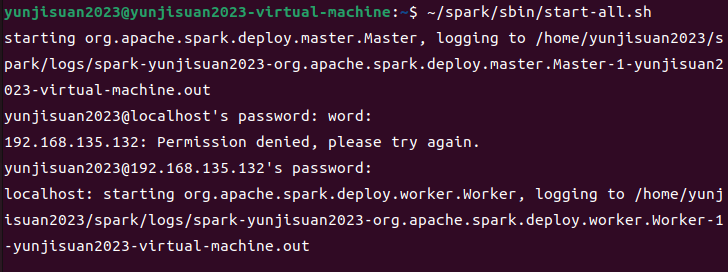 yunjisuan2023@yunjisuan2023-virtual-machine:~$ ~/spark/sbin/start-all.sh
starting org.apache.spark.deploy.master.Master, logging to /home/yunjisuan2023/s
park/logs/spark-yunjisuan2023-org.apache.spark.deploy.master.Master-1-yunjisuan2
023-virtual-machine.out
yunjisuan2023@localhost's password: word:
192.168.135.132: Permission denied, please try again.
yunjisuan2023@192.168.135.132's password:
localhost: starting org.apache.spark.deploy.worker.Worker, logging to /home/yunj
isuan2023/spark/logs/spark-yunjisuan2023-org.apache.spark.deploy.worker.Worker-1
-yunjisuan2023-virtual-machine.out